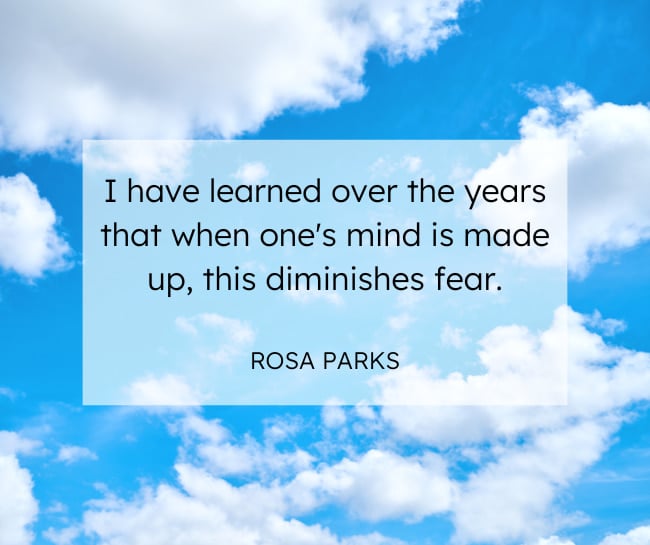 I have learned over the years
that when one's mind is made
up, this diminishes fear.
ROSA PARKS